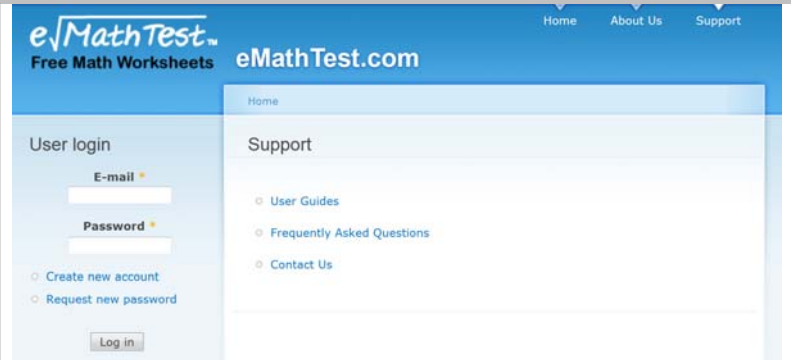 e√MathTest™
Free Math Worksheets
eMathTest.com
Home About Us Support
Home
User login
E-mail *
Password *
Create new account
Request new password
Log in
Support
User Guides
Frequently Asked Questions
Contact Us